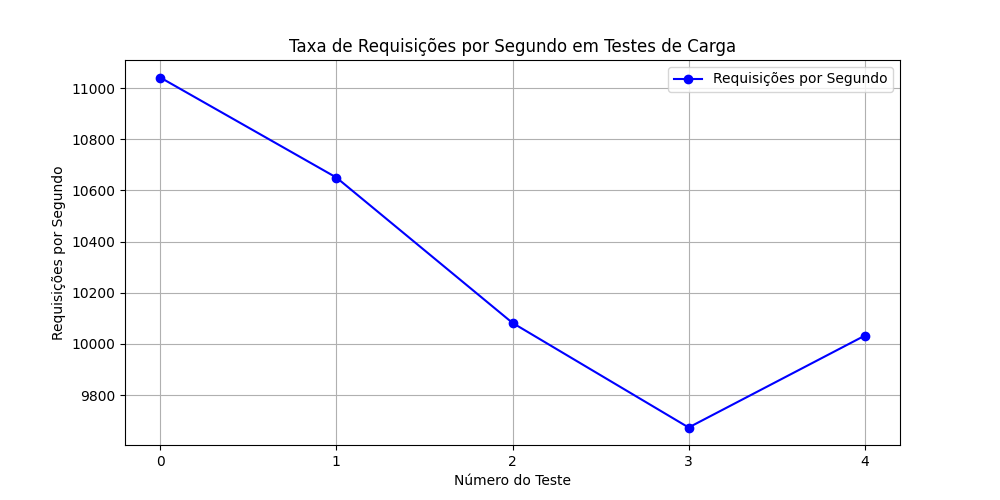 Taxa de Requisições por Segundo em Testes de Carga
Requisições por Segundo
Requisições por Segundo
11000
10800
10600
10400
10200
10000
9800
0 1 2 3 4
Número do Teste